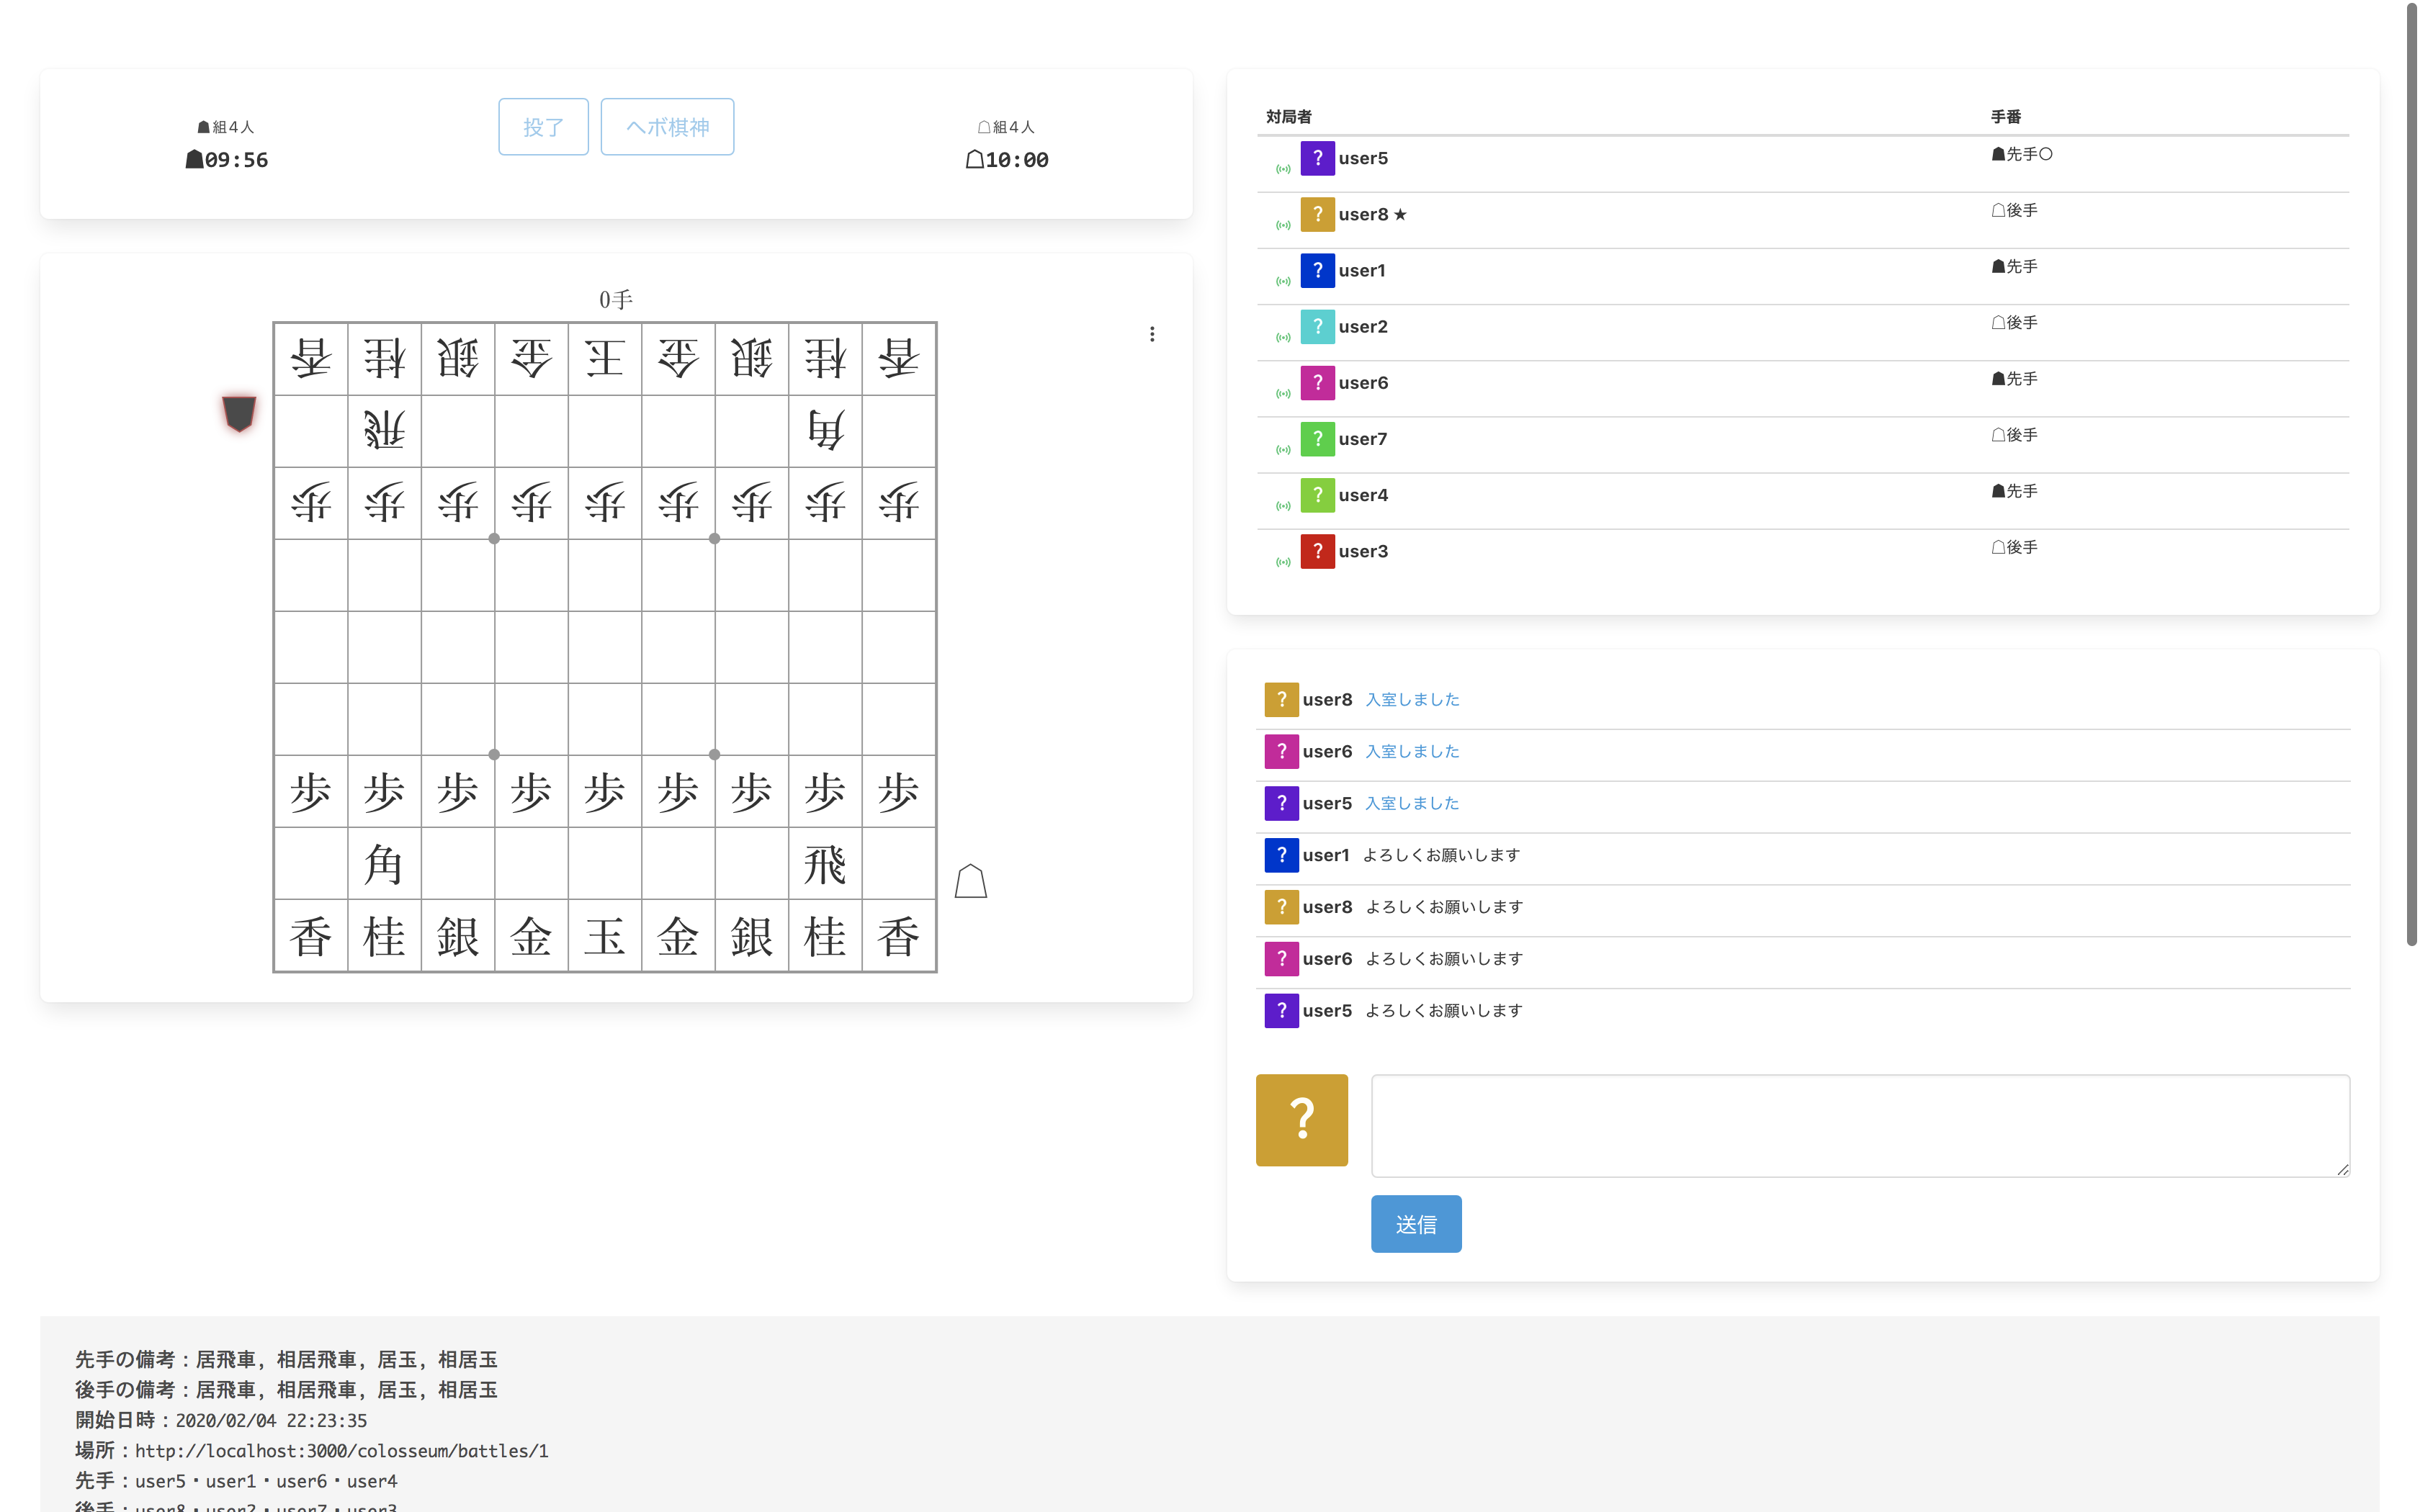 ☗組4人
☗09:56
投了
ヘボ棋神
☖組4人
☖10:00
0手
香桂銀金王金銀桂香
飛角
歩歩歩歩歩歩歩歩歩
歩歩歩歩歩歩歩歩歩
角飛
香桂銀金玉金銀桂香
対局者 手番
? user5 ☗先手○
? user8 ★ ☖後手
? user1 ☗先手
? user2 ☖後手
? user6 ☗先手
? user7 ☖後手
? user4 ☗先手
? user3 ☖後手
? user8 入室しました
? user6 入室しました
? user5 入室しました
? user1 よろしくお願いします
? user8 よろしくお願いします
? user6 よろしくお願いします
? user5 よろしくお願いします
?
送信
先手の備考：居飛車, 相居飛車, 居玉, 相居玉
後手の備考：居飛車, 相居飛車, 居玉, 相居玉
開始日時：2020/02/04 22:23:35
場所：http://localhost:3000/colosseum/battles/1
先手：user5・user1・user6・user4
後手：user8・user2・user7・user3